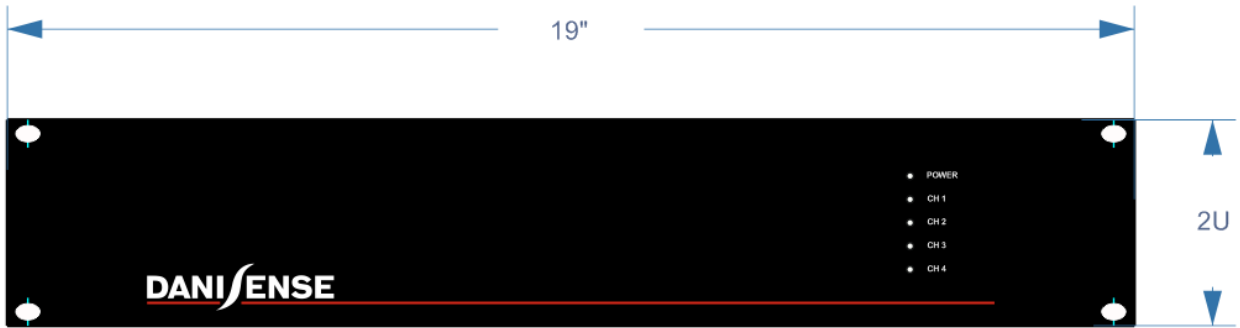 19"
POWER
CH 1
CH 2
2U
CH 3
CH 4
DANISENSE